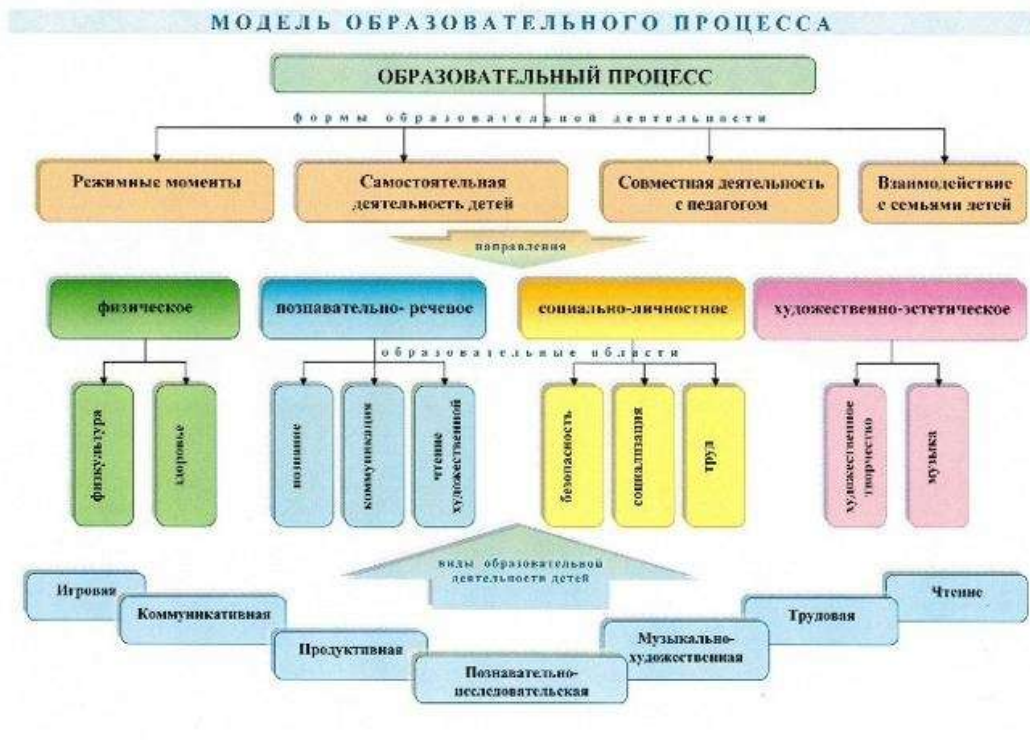 МОДЕЛЬ ОБРАЗОВАТЕЛЬНОГО ПРОЦЕССА
ОБРАЗОВАТЕЛЬНЫЙ ПРОЦЕСС
формы образовательной деятельности
Режимные моменты
Самостоятельная
деятельность детей
Совместная деятельность
с педагогом
Взаимодействие
с семьями детей
направления
физическое
познавательно- речевое
социально-личностное
художественно-эстетическое
образовательные области
физкультура
здоровье
познание
коммуникация
чтение
художественной
безопасность
социализация
труд
художественное
творчество
музыка
виды образовательной
деятельности детей
Игровая
Коммуникативная
Продуктивная
Познавательно-
исследовательская
Музыкально-
художественная
Трудовая
Чтение